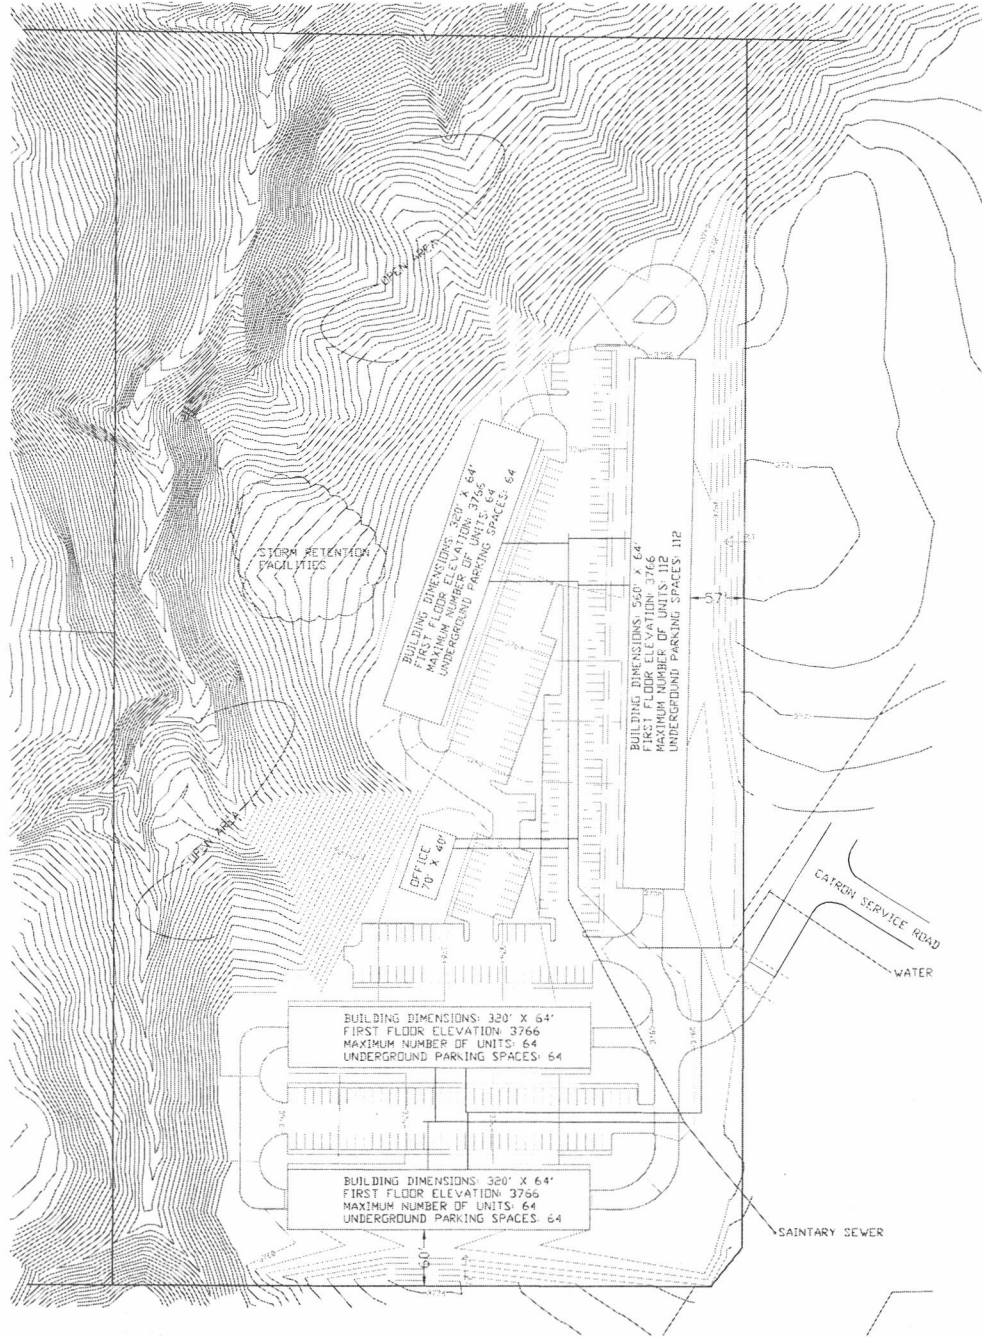 OPEN AREA
STORM RETENTION
FACILITIES
BUILDING DIMENSIONS: 320' X 64'
FIRST FLOOR ELEVATION: 3766
MAXIMUM NUMBER OF UNITS: 64
UNDERGROUND PARKING SPACES: 64
BUILDING DIMENSIONS: 560' X 64'
FIRST FLOOR ELEVATION: 3766
MAXIMUM NUMBER OF UNITS: 112
UNDERGROUND PARKING SPACES: 112
57'
OPEN AREA
OFFICE
70' X 40'
CATRON SERVICE ROAD
WATER
BUILDING DIMENSIONS: 320' X 64'
FIRST FLOOR ELEVATION: 3766
MAXIMUM NUMBER OF UNITS: 64
UNDERGROUND PARKING SPACES: 64
BUILDING DIMENSIONS: 320' X 64'
FIRST FLOOR ELEVATION: 3766
MAXIMUM NUMBER OF UNITS: 64
UNDERGROUND PARKING SPACES: 64
60'
SAINTARY SEWER